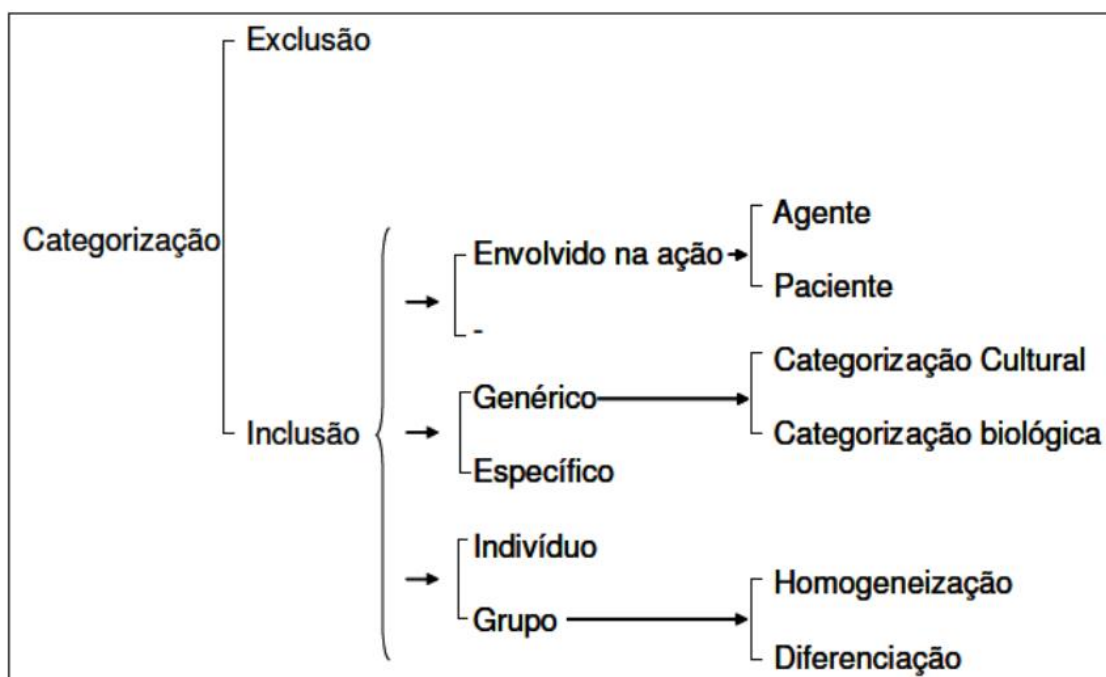 Exclusão
Categorização
Inclusão
Envolvido na ação
-
Agente
Paciente
Genérico
Específico
Categorização Cultural
Categorização biológica
Indivíduo
Grupo
Homogeneização
Diferenciação